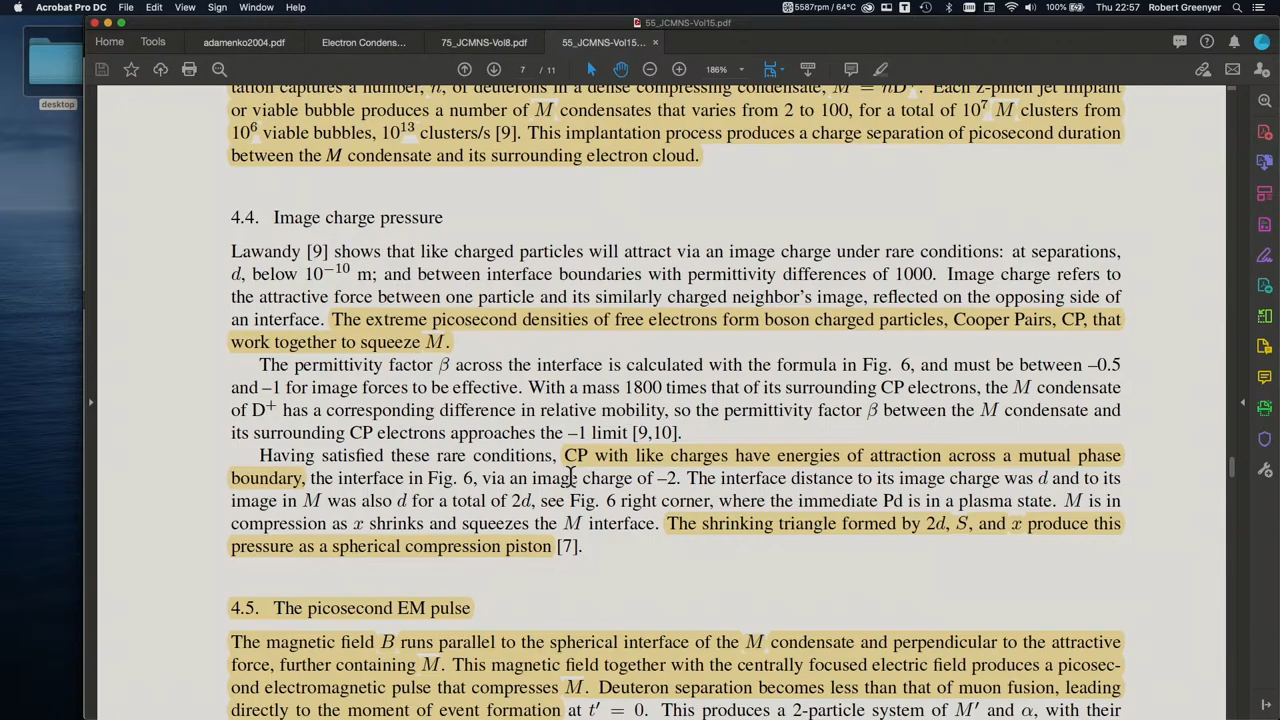 Acrobat Pro DC File Edit View Sign Window Help 5587rpm / 64°C 100% Thu 22:57 Robert Greenyer
55_JCMNS-Vol15.pdf
Home Tools adamenko2004.pdf Electron Condens... 75_JCMNS-Vol8.pdf 55_JCMNS-Vol15... ×
7 / 11 186%
desktop
tation captures a number, n, of deuterons in a dense compressing condensate, M = nD+. Each z-pinch jet implant
or viable bubble produces a number of M condensates that varies from 2 to 100, for a total of 10⁷ M clusters from
10⁶ viable bubbles, 10¹³ clusters/s [9]. This implantation process produces a charge separation of picosecond duration
between the M condensate and its surrounding electron cloud.
4.4. Image charge pressure
Lawandy [9] shows that like charged particles will attract via an image charge under rare conditions: at separations,
d, below 10⁻¹⁰ m; and between interface boundaries with permittivity differences of 1000. Image charge refers to
the attractive force between one particle and its similarly charged neighbor's image, reflected on the opposing side of
an interface. The extreme picosecond densities of free electrons form boson charged particles, Cooper Pairs, CP, that
work together to squeeze M.
The permittivity factor β across the interface is calculated with the formula in Fig. 6, and must be between –0.5
and –1 for image forces to be effective. With a mass 1800 times that of its surrounding CP electrons, the M condensate
of D⁺ has a corresponding difference in relative mobility, so the permittivity factor β between the M condensate and
its surrounding CP electrons approaches the –1 limit [9,10].
Having satisfied these rare conditions, CP with like charges have energies of attraction across a mutual phase
boundary, the interface in Fig. 6, via an image charge of –2. The interface distance to its image charge was d and to its
image in M was also d for a total of 2d, see Fig. 6 right corner, where the immediate Pd is in a plasma state. M is in
compression as x shrinks and squeezes the M interface. The shrinking triangle formed by 2d, S, and x produce this
pressure as a spherical compression piston [7].
4.5. The picosecond EM pulse
The magnetic field B runs parallel to the spherical interface of the M condensate and perpendicular to the attractive
force, further containing M. This magnetic field together with the centrally focused electric field produces a picosec-
ond electromagnetic pulse that compresses M. Deuteron separation becomes less than that of muon fusion, leading
directly to the moment of event formation at t′ = 0. This produces a 2-particle system of M′ and α, with their